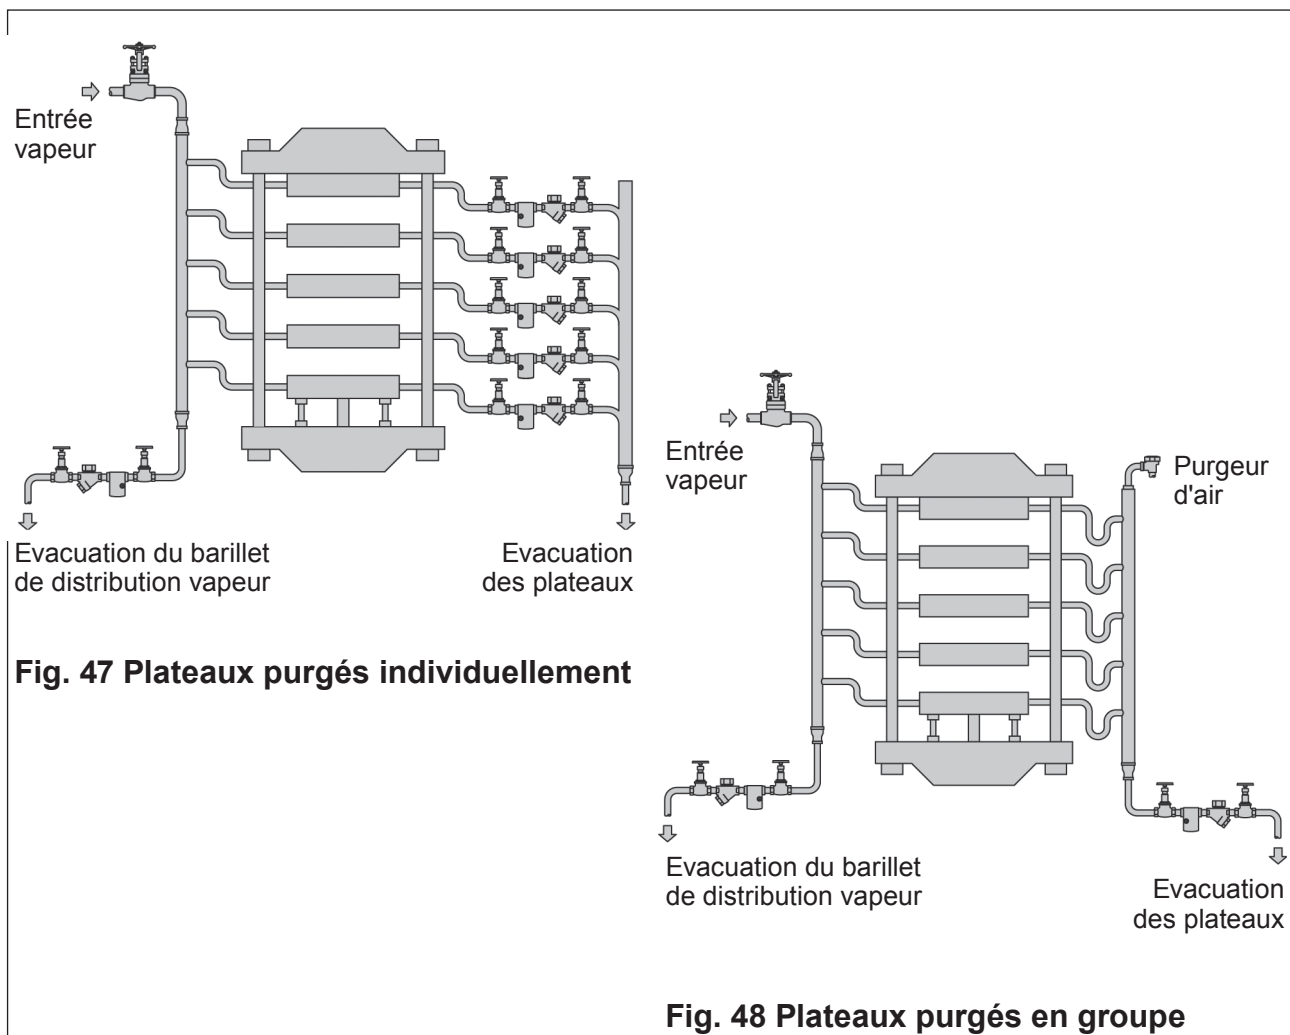 Entrée
vapeur
Evacuation du barillet
de distribution vapeur
Evacuation
des plateaux
Fig. 47 Plateaux purgés individuellement
Entrée
vapeur
Purgeur
d'air
Evacuation du barillet
de distribution vapeur
Evacuation
des plateaux
Fig. 48 Plateaux purgés en groupe